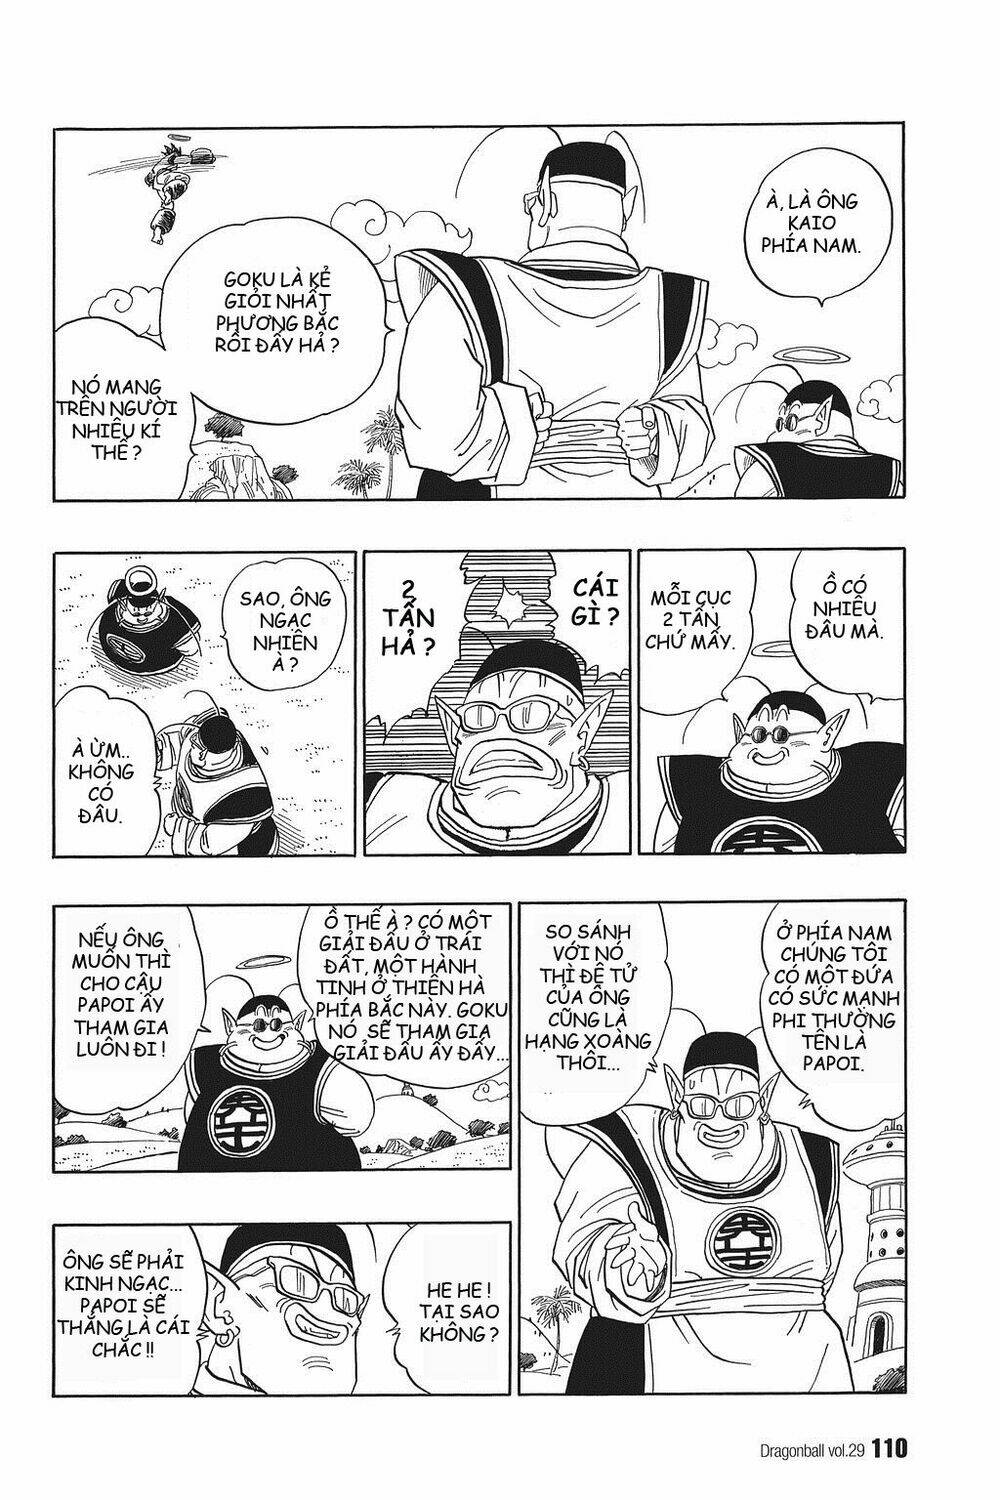 À, LÀ ÔNG
KAIO
PHÍA NAM.
GOKU LÀ KẺ
GIỎI NHẤT
PHƯƠNG BẮC
RỒI ĐẤY HẢ ?
NÓ MANG
TRÊN NGƯỜI
NHIÊU KÍ
THẾ ?
Ồ CÓ
NHIÊU
ĐÂU MÀ.
MỖI CỤC
2 TẤN
CHỨ MẤY.
CÁI
GÌ ?
2
TẤN
HẢ ?
SAO, ÔNG
NGẠC
NHIÊN
À ?
À ỪM..
KHÔNG
CÓ
ĐÂU.
Ở PHÍA NAM
CHÚNG TÔI
CÓ MỘT ĐỨA
CÓ SỨC MẠNH
PHI THƯỜNG
TÊN LÀ
PAPOI.
SO SÁNH
VỚI NÓ
THÌ ĐỆ TỬ
CỦA ÔNG
CŨNG LÀ
HẠNG XOÀNG
THÔI...
Ồ THẾ À ? CÓ MỘT
GIẢI ĐẤU Ở TRÁI
ĐẤT, MỘT HÀNH
TINH Ở THIÊN HÀ
PHÍA BẮC NÀY. GOKU
NÓ SẼ THAM GIA
GIẢI ĐẤU ẤY ĐẤY...
NẾU ÔNG
MUỐN THÌ
CHO CẬU
PAPOI ẤY
THAM GIA
LUÔN ĐI !
HE HE !
TẠI SAO
KHÔNG ?
ÔNG SẼ PHẢI
KINH NGẠC...
PAPOI SẼ
THẮNG LÀ CÁI
CHẮC !!
Dragonball vol.29 110